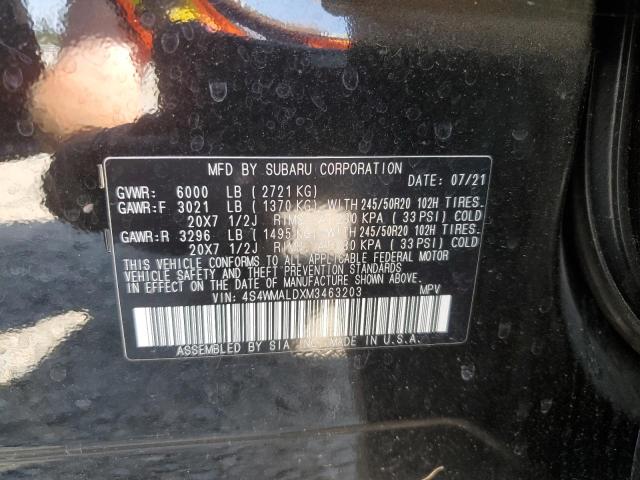 MFD BY SUBARU CORPORATION
DATE: 07/21
GVWR: 6000 LB ( 2721 KG)
GAWR:F 3021 LB ( 1370 KG) WITH 245/50R20 102H TIRES.
20X7 1/2J RIMS KPA ( 33 PSI) COLD
GAWR:R 3296 LB ( 1495 WITH 245/50R20 102H TIRES.
20X7 1/2J KPA ( 33 PSI) COLD
THIS VEHICLE CONFORMS TO ALL APPLICABLE FEDERAL MOTOR
VEHICLE SAFETY AND BUMPER STANDARDS
IN EFFECT ON THE DATE OF MANUFACTURE SHOWN ABOVE.
VIN: 4S4WMALDXM3463203 MPV
ASSEMBLED BY SIA INC. MADE IN U.S.A.